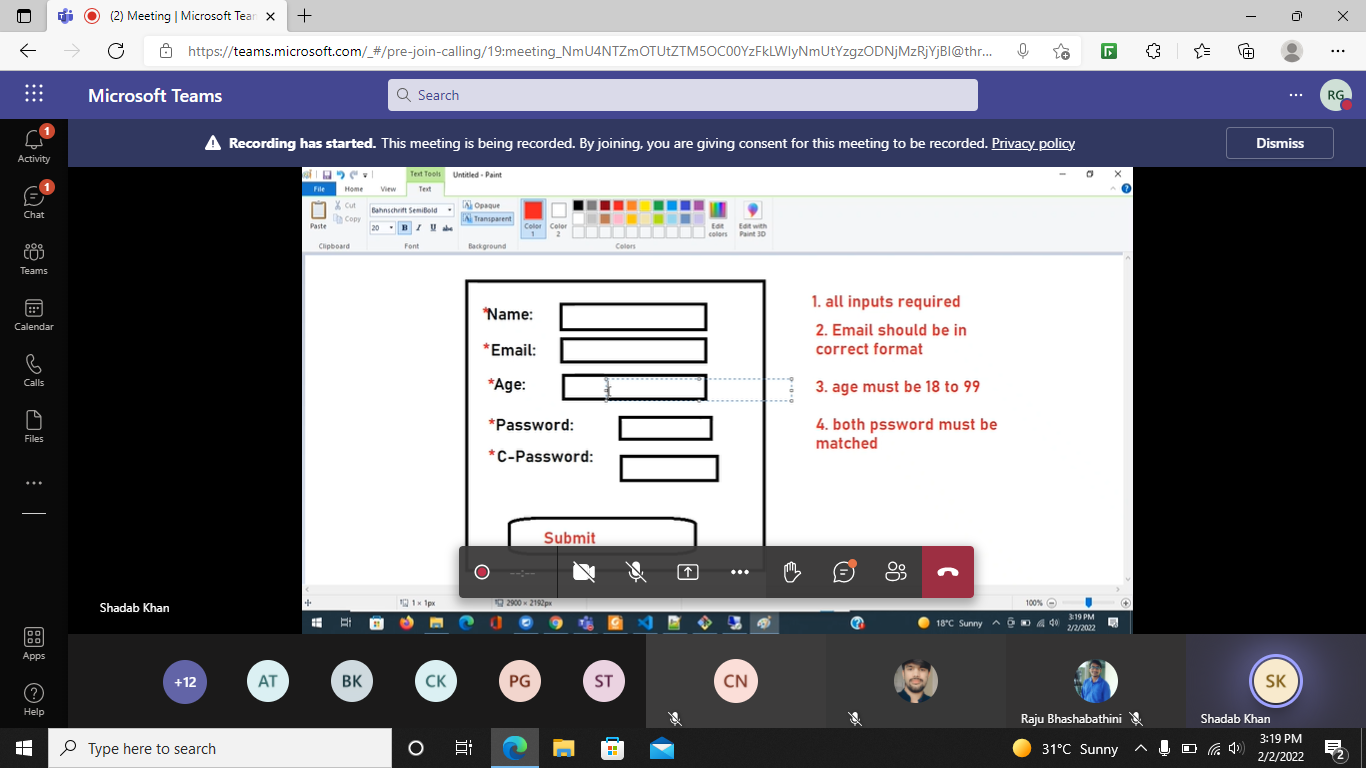 (2) Meeting | Microsoft Tear
https://teams.microsoft.com/_#/pre-join-calling/19:meeting_NmU4NTZmOTUtZTM5OC00YzFkLWIyNmUtYzgzODNjMzRjYjBl@thr...
Microsoft Teams
Search
RG
Recording has started. This meeting is being recorded. By joining, you are giving consent for this meeting to be recorded. Privacy policy
Dismiss
1
Activity
1
Chat
Teams
Calendar
Calls
Files
Apps
Help
Text Tools
Untitled - Paint
File Home View Text
Paste
Cut
Copy
Clipboard
Bahnschrift SemiBold
20
B I U abc
Font
Opaque
Transparent
Background
Color 1
Color 2
Edit colors
Colors
Edit with Paint 3D
*Name:
*Email:
*Age:
*Password:
*C-Password:
Submit
1. all inputs required
2. Email should be in
correct format
3. age must be 18 to 99
4. both pssword must be
matched
--:--
1 × 1px
2900 × 2192px
100%
18°C Sunny
3:19 PM
2/2/2022
Shadab Khan
+12
AT
BK
CK
PG
ST
CN
Raju Bhashabathini
SK
Shadab Khan
Type here to search
31°C Sunny
3:19 PM
2/2/2022
2